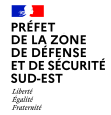 PRÉFET
DE LA ZONE
DE DÉFENSE
ET DE SÉCURITÉ
SUD-EST
Liberté
Égalité
Fraternité